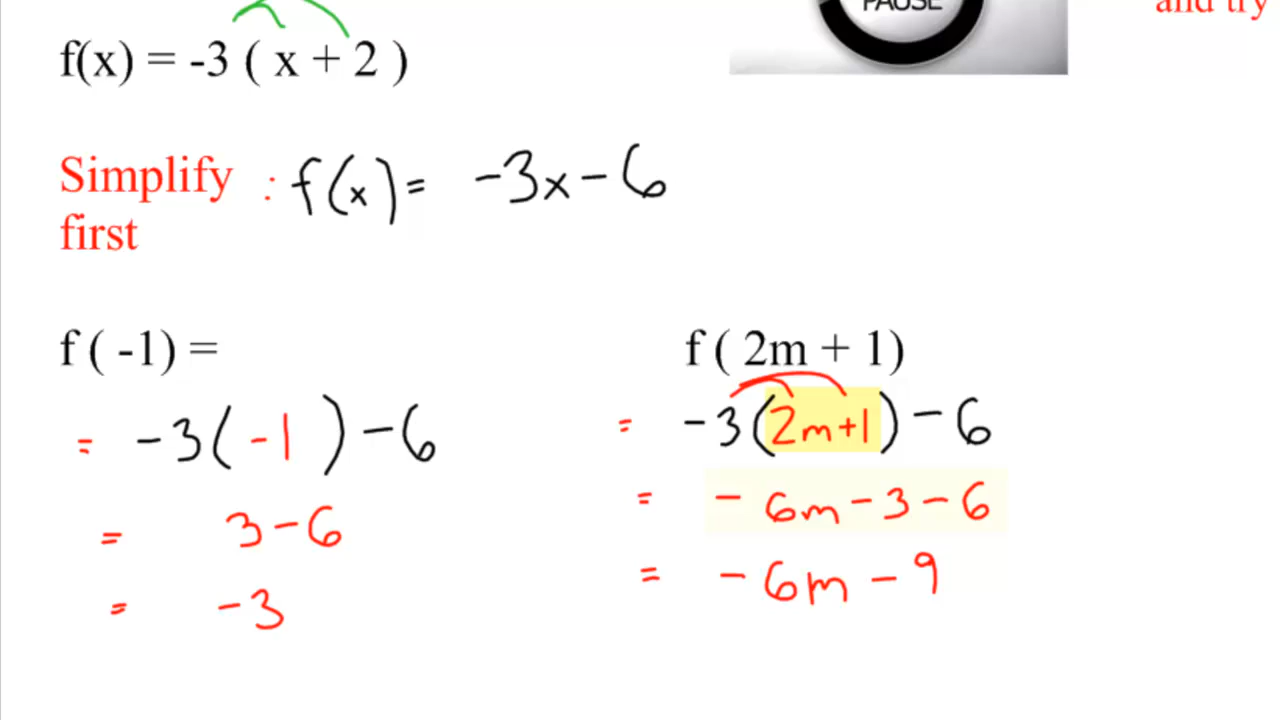 PAUSE
and try
f(x) = -3 ( x + 2 )
Simplify first : f(x) = -3x - 6
f ( -1) =
= -3( -1 ) - 6
= 3 - 6
= -3
f ( 2m + 1)
= -3(2m+1) - 6
= - 6m - 3 - 6
= - 6m - 9